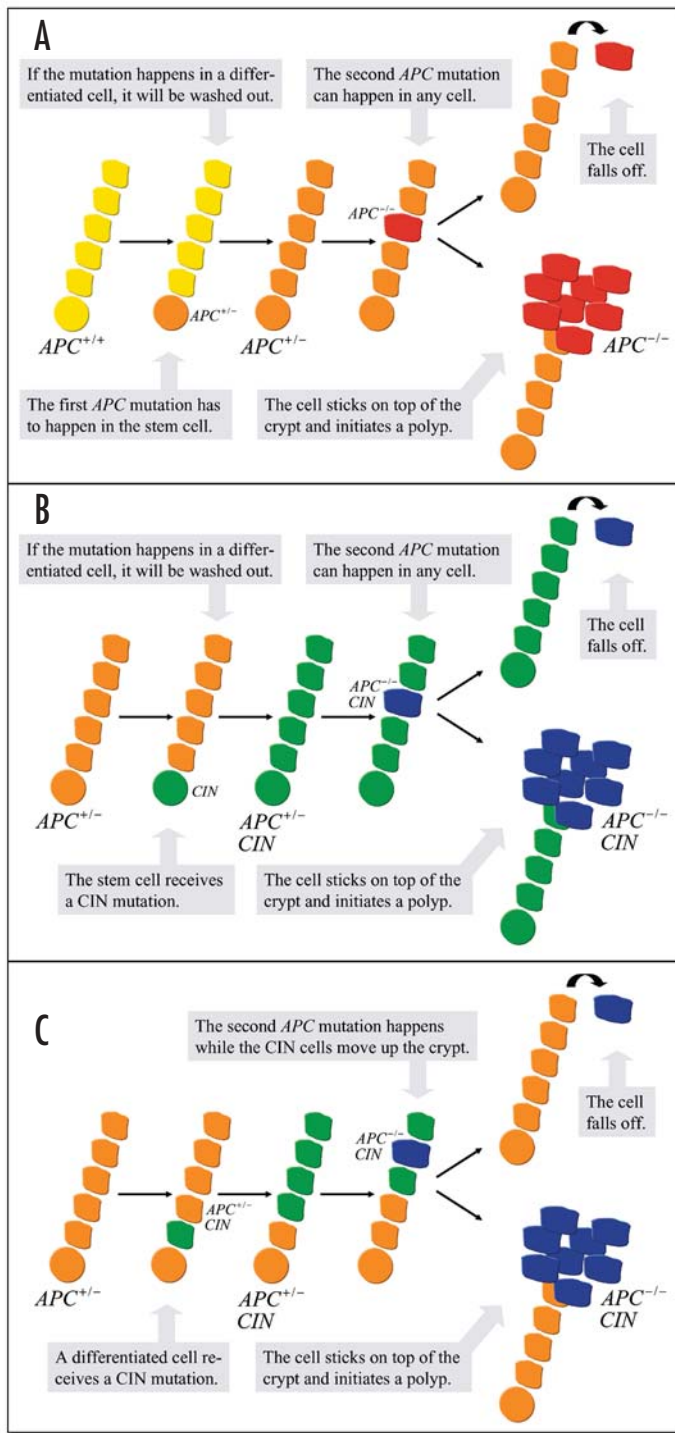 A
If the mutation happens in a differ-
entiated cell, it will be washed out.
The second APC mutation
can happen in any cell.
The cell
falls off.
APC−/−
APC+/−
APC+/+
APC+/−
APC−/−
The first APC mutation has
to happen in the stem cell.
The cell sticks on top of the
crypt and initiates a polyp.
B
If the mutation happens in a differ-
entiated cell, it will be washed out.
The second APC mutation
can happen in any cell.
The cell
falls off.
APC−/−
CIN
CIN
APC+/−
APC+/−
CIN
APC−/−
CIN
The stem cell receives
a CIN mutation.
The cell sticks on top of the
crypt and initiates a polyp.
C
The second APC mutation happens
while the CIN cells move up the crypt.
The cell
falls off.
APC−/−
CIN
APC+/−
CIN
APC+/−
APC+/−
CIN
APC−/−
CIN
A differentiated cell re-
ceives a CIN mutation.
The cell sticks on top of the
crypt and initiates a polyp.